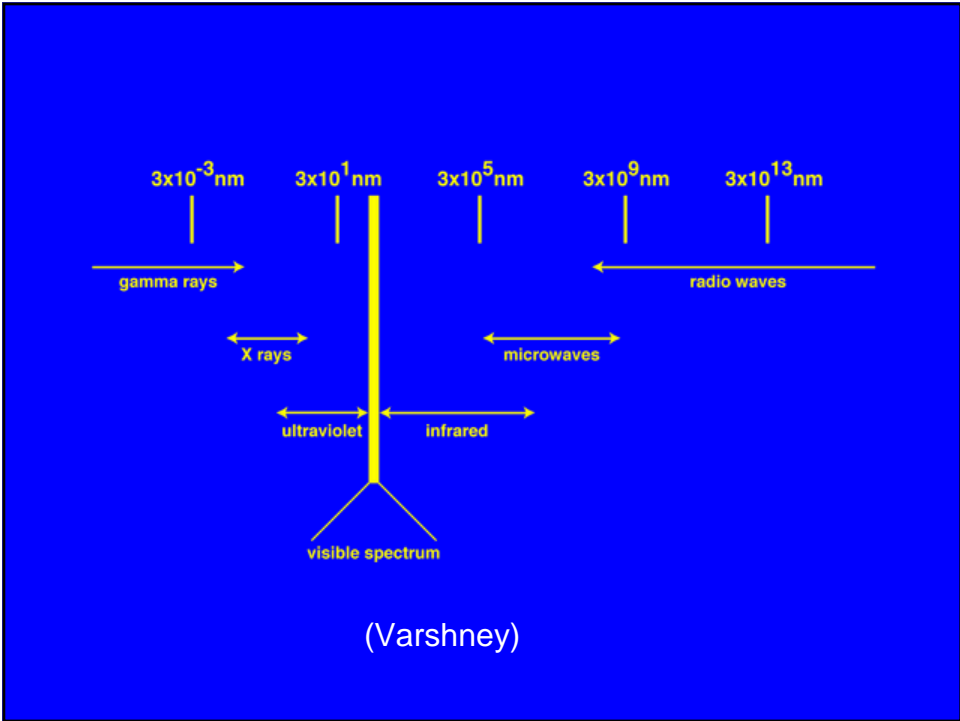 3x10⁻³nm 3x10¹nm 3x10⁵nm 3x10⁹nm 3x10¹³nm
gamma rays radio waves
X rays microwaves
ultraviolet infrared
visible spectrum
(Varshney)